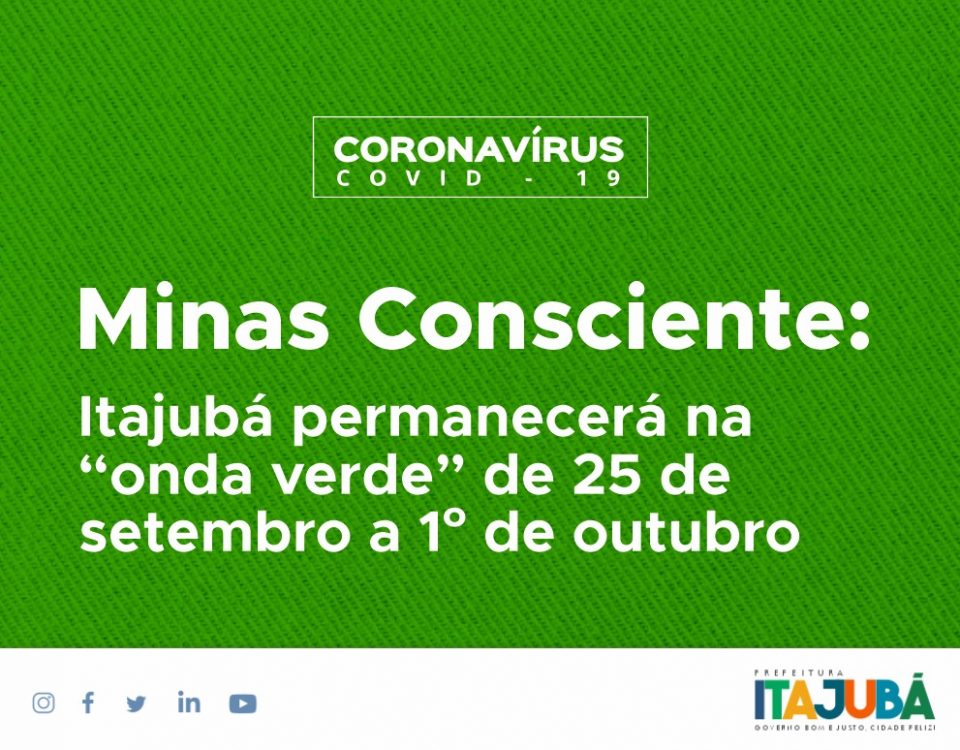 CORONAVÍRUS
COVID - 19
Minas Consciente:
Itajubá permanecerá na
“onda verde” de 25 de
setembro a 1º de outubro
PREFEITURA
ITAJUBÁ
GOVERNO BOM E JUSTO, CIDADE FELIZ!